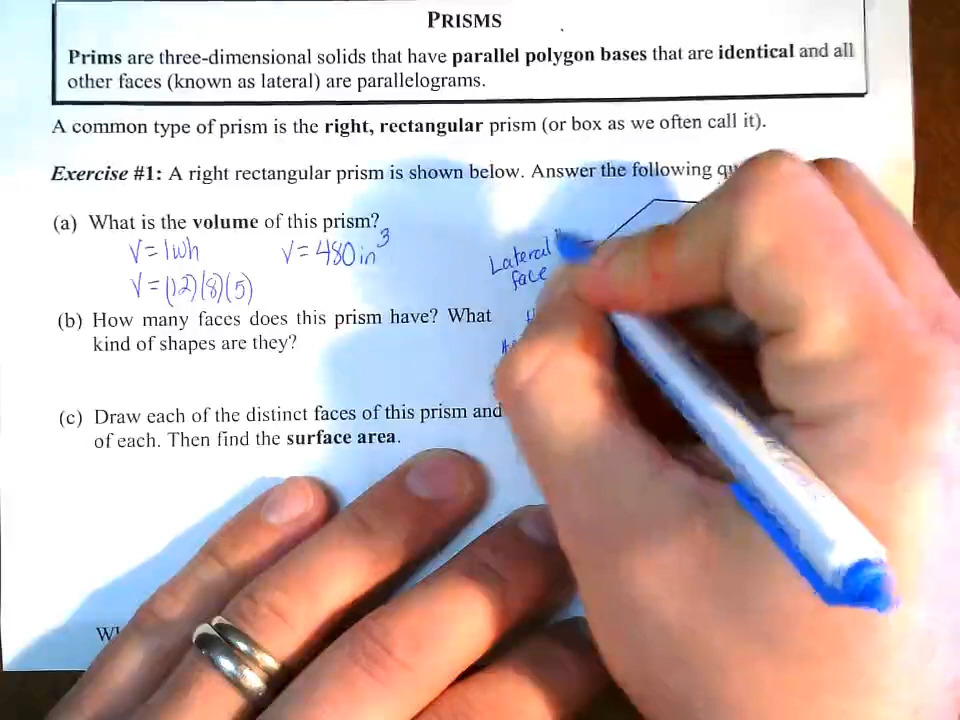 PRISMS
Prims are three-dimensional solids that have parallel polygon bases that are identical and all
other faces (known as lateral) are parallelograms.
A common type of prism is the right, rectangular prism (or box as we often call it).
Exercise #1: A right rectangular prism is shown below. Answer the following
(a) What is the volume of this prism?
V=lwh V=480in³
V=(12)(8)(5)
Lateral
face
(b) How many faces does this prism have? What
kind of shapes are they?
(c) Draw each of the distinct faces of this prism and
of each. Then find the surface area.